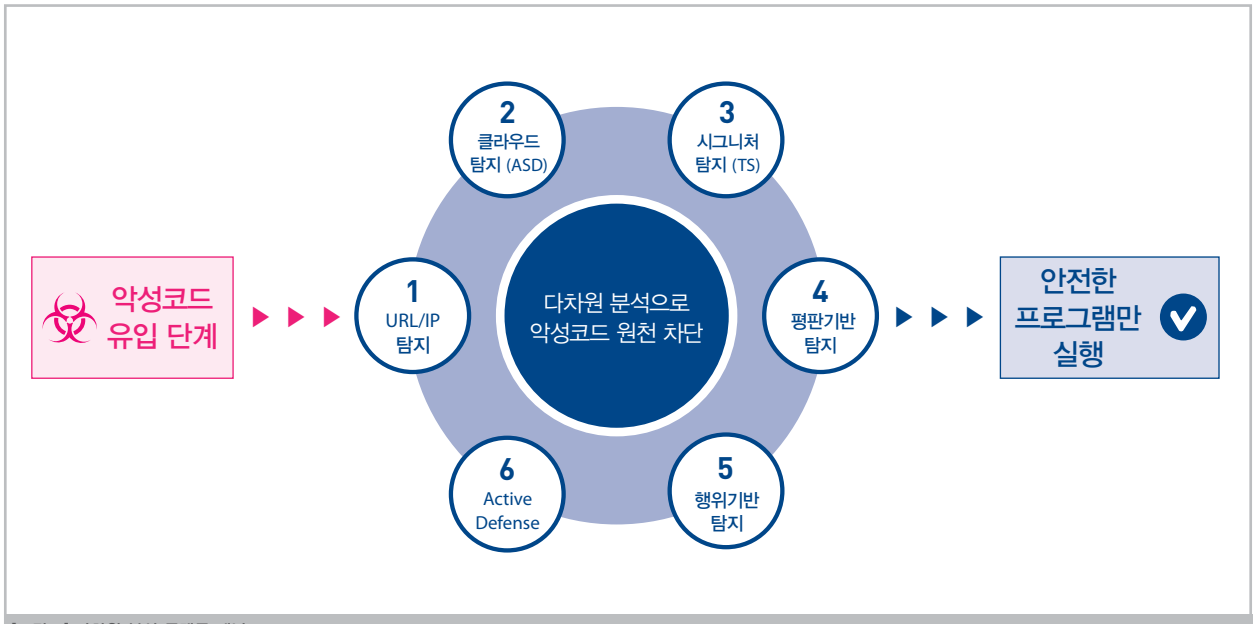 악성코드
유입 단계
1
URL/IP
탐지
2
클라우드
탐지 (ASD)
3
시그니처
탐지 (TS)
4
평판기반
탐지
5
행위기반
탐지
6
Active
Defense
다차원 분석으로
악성코드 원천 차단
안전한
프로그램만
실행